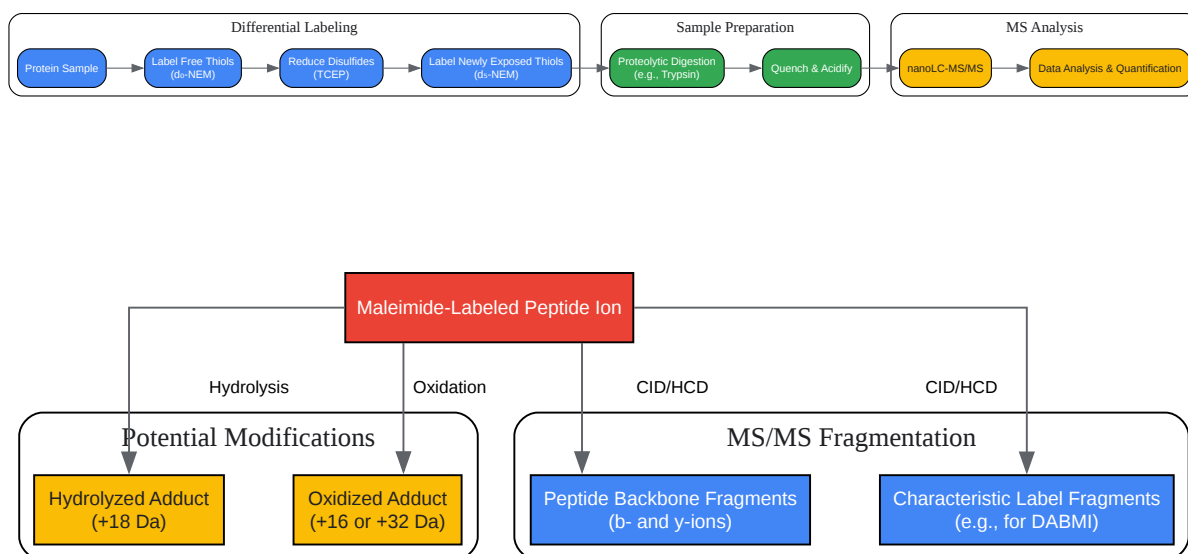 Differential Labeling
Sample Preparation
MS Analysis
Protein Sample
Label Free Thiols
(d₀-NEM)
Reduce Disulfides
(TCEP)
Label Newly Exposed Thiols
(d₅-NEM)
Proteolytic Digestion
(e.g., Trypsin)
Quench & Acidify
nanoLC-MS/MS
Data Analysis & Quantification
Maleimide-Labeled Peptide Ion
Hydrolysis
Oxidation
CID/HCD
CID/HCD
Potential Modifications
MS/MS Fragmentation
Hydrolyzed Adduct
(+18 Da)
Oxidized Adduct
(+16 or +32 Da)
Peptide Backbone Fragments
(b- and y-ions)
Characteristic Label Fragments
(e.g., for DABMI)